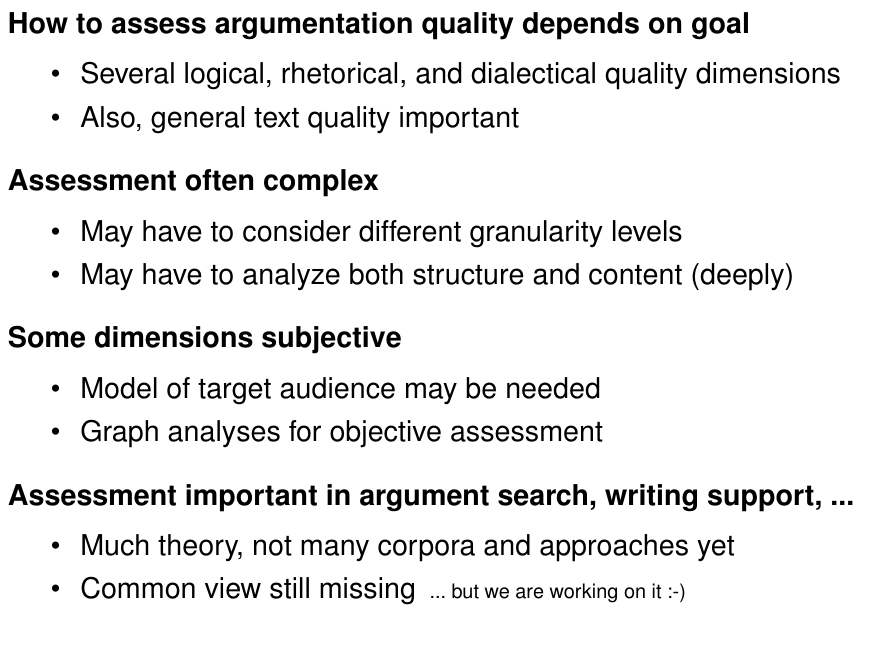 How to assess argumentation quality depends on goal
• Several logical, rhetorical, and dialectical quality dimensions
• Also, general text quality important
Assessment often complex
• May have to consider different granularity levels
• May have to analyze both structure and content (deeply)
Some dimensions subjective
• Model of target audience may be needed
• Graph analyses for objective assessment
Assessment important in argument search, writing support, ...
• Much theory, not many corpora and approaches yet
• Common view still missing ... but we are working on it :-)